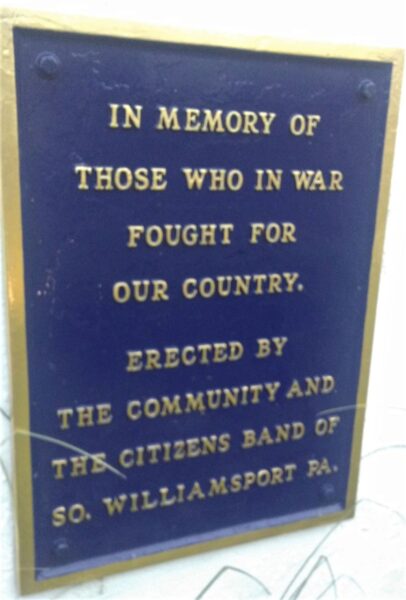 IN MEMORY OF
THOSE WHO IN WAR
FOUGHT FOR
OUR COUNTRY.
ERECTED BY
THE COMMUNITY AND
THE CITIZENS BAND OF
SO. WILLIAMSPORT PA.